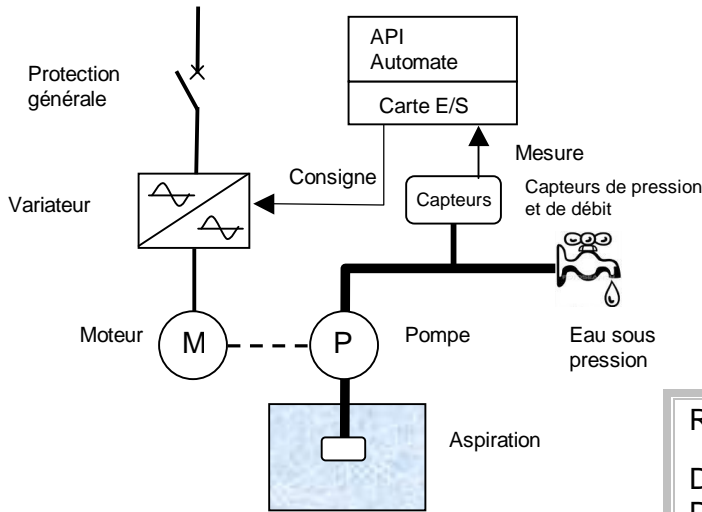 API
Automate
Protection
générale
Carte E/S
Mesure
Consigne
Capteurs de pression
et de débit
Variateur
Capteurs
Moteur
M
P
Pompe
Eau sous
pression
Aspiration
R
D